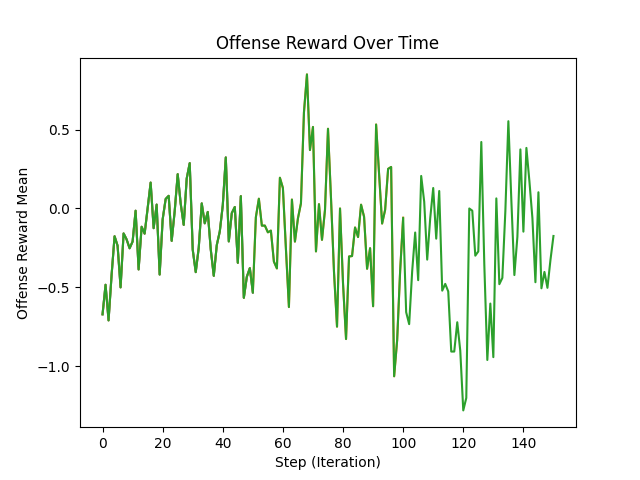 Offense Reward Over Time
Offense Reward Mean
0.5
0.0
−0.5
−1.0
0 20 40 60 80 100 120 140
Step (Iteration)